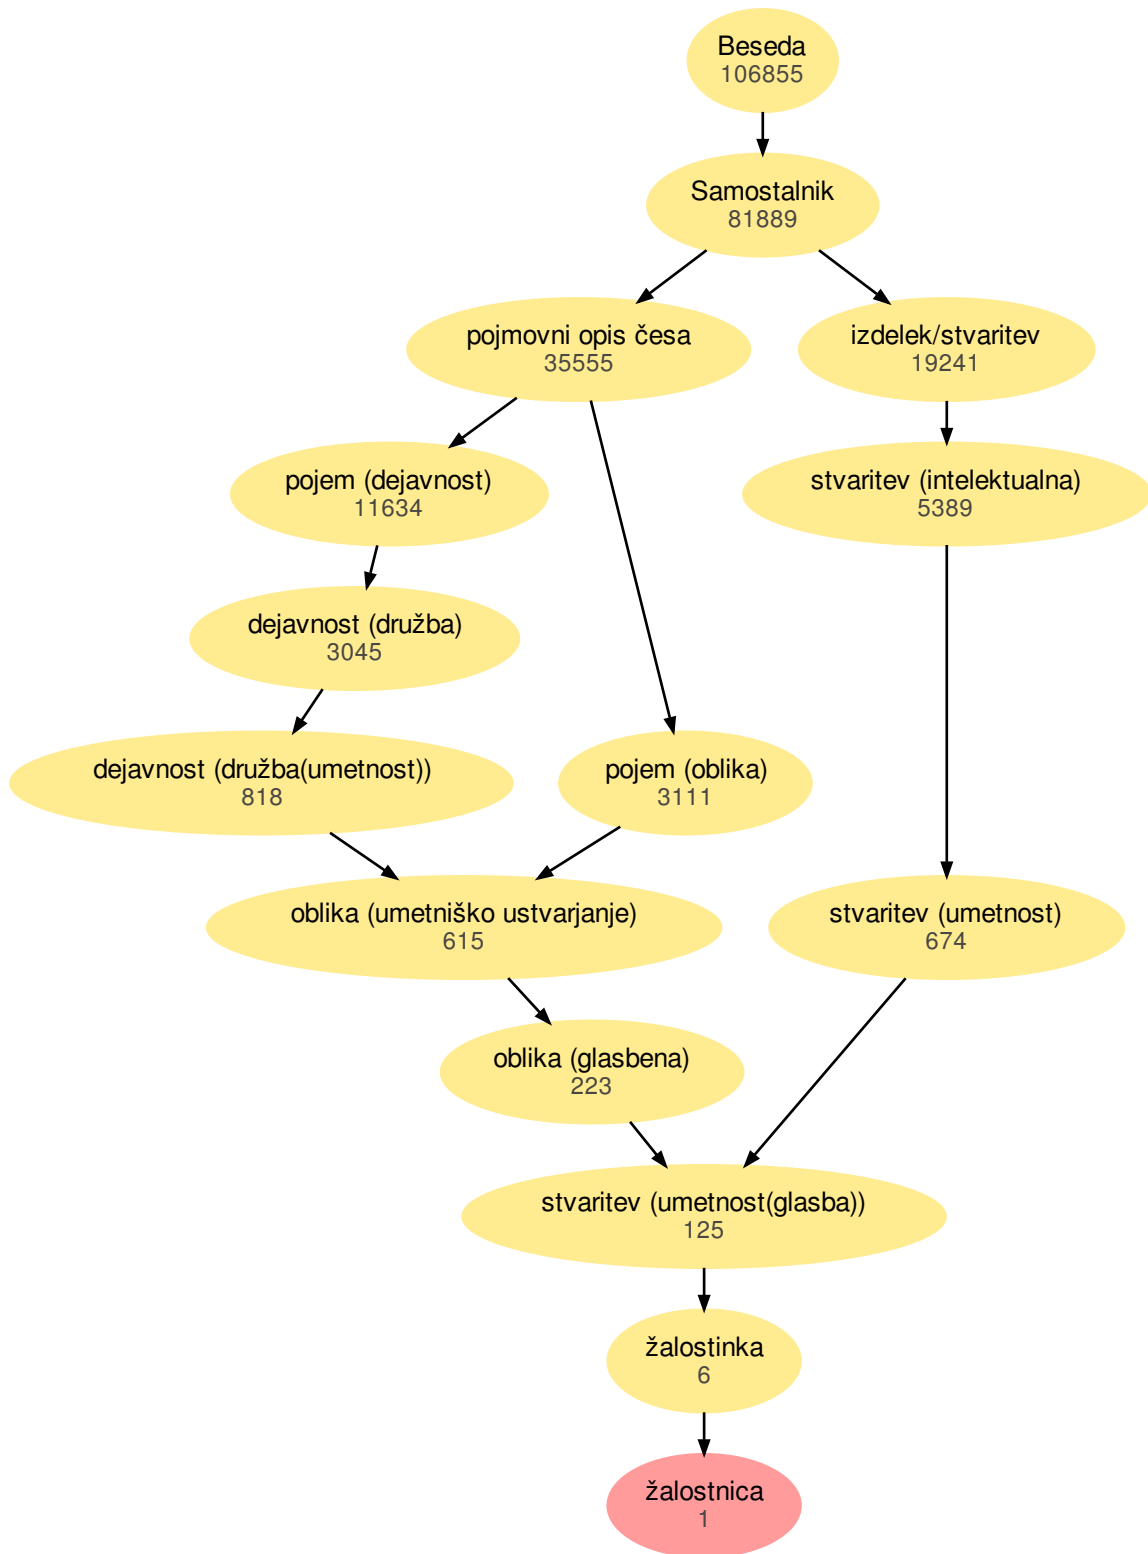 Beseda
106855
Samostalnik
81889
pojmovni opis česa
35555
izdelek/stvaritev
19241
pojem (dejavnost)
11634
stvaritev (intelektualna)
5389
dejavnost (družba)
3045
dejavnost (družba(umetnost))
818
pojem (oblika)
3111
oblika (umetniško ustvarjanje)
615
stvaritev (umetnost)
674
oblika (glasbena)
223
stvaritev (umetnost(glasba))
125
žalostinka
6
žalostnica
1